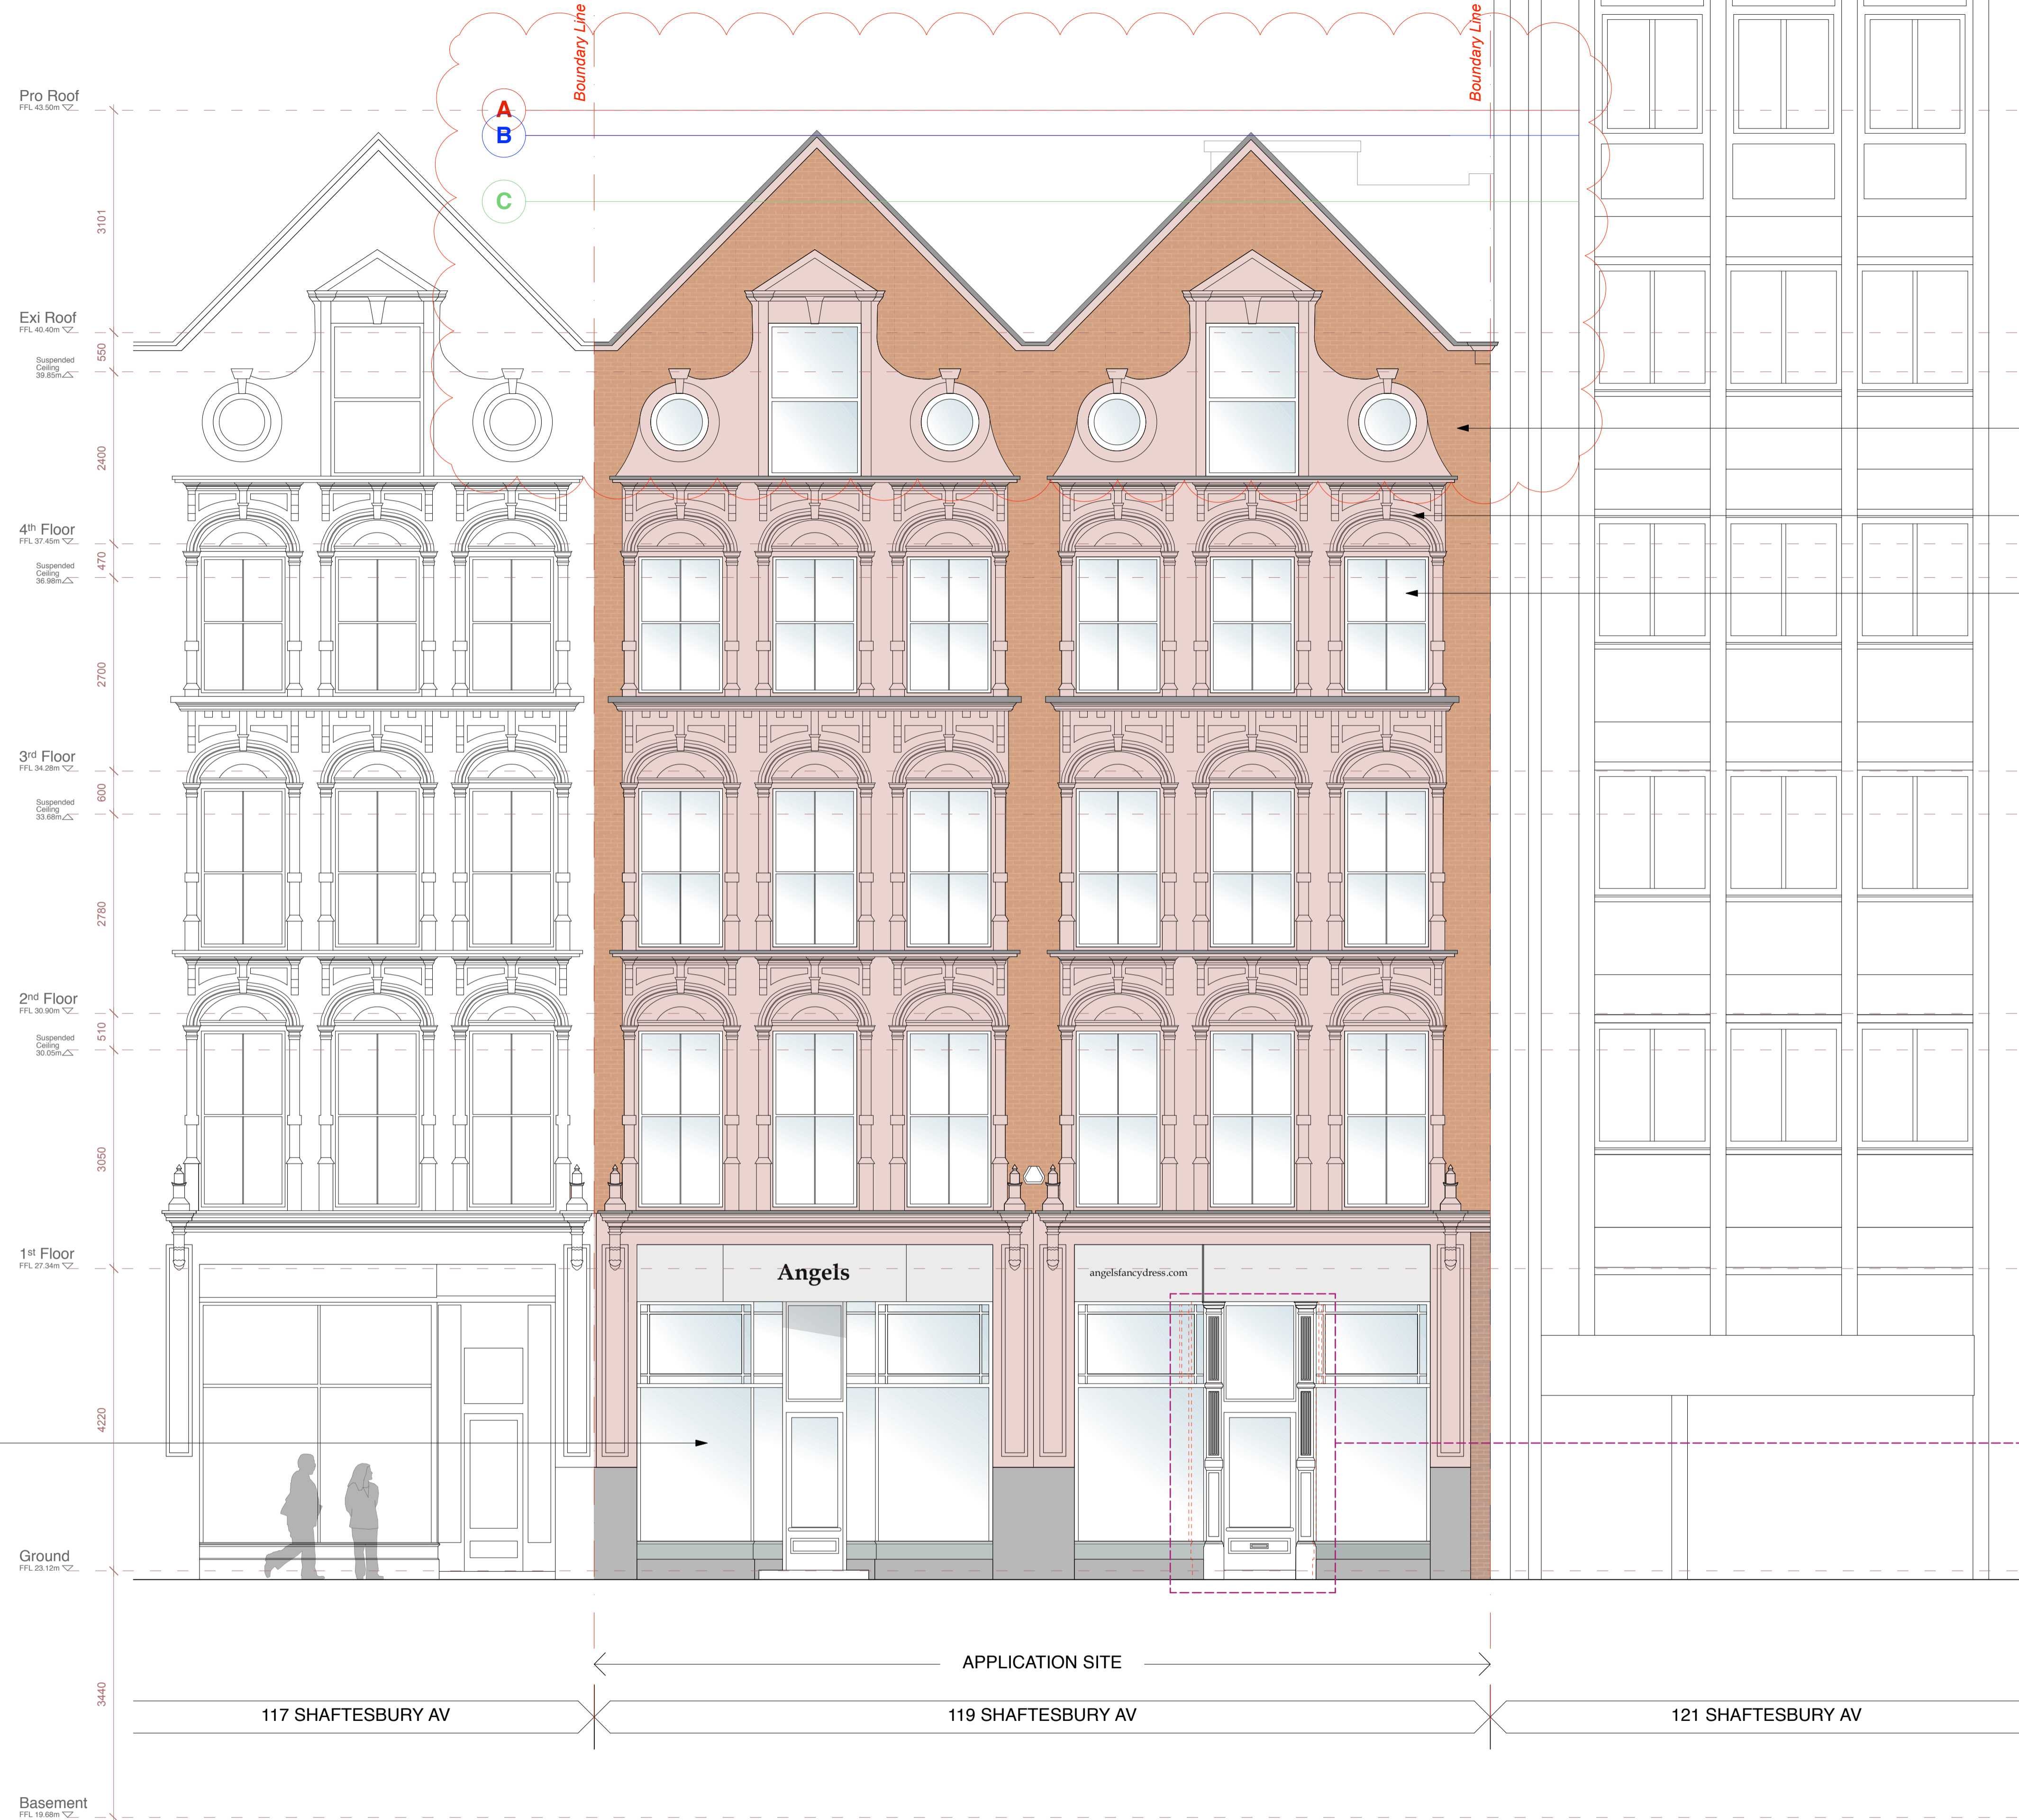 Boundary Line
Boundary Line
Pro Roof
FFL 43.50m
A
B
C
3101
Exi Roof
FFL 40.40m
550
Suspended
Ceiling
39.85m
2400
4th Floor
FFL 37.45m
470
Suspended
Ceiling
36.98m
2700
3rd Floor
FFL 34.28m
600
Suspended
Ceiling
33.68m
2780
2nd Floor
FFL 30.90m
510
Suspended
Ceiling
30.05m
3050
1st Floor
FFL 27.34m
Angels
angelsfancydress.com
4220
Ground
FFL 23.12m
APPLICATION SITE
3440
117 SHAFTESBURY AV
119 SHAFTESBURY AV
121 SHAFTESBURY AV
Basement
FFL 19.68m